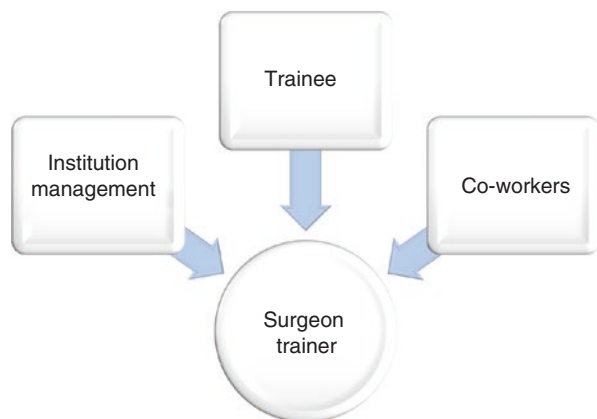 Trainee
Institution
management
Co-workers
Surgeon
trainer